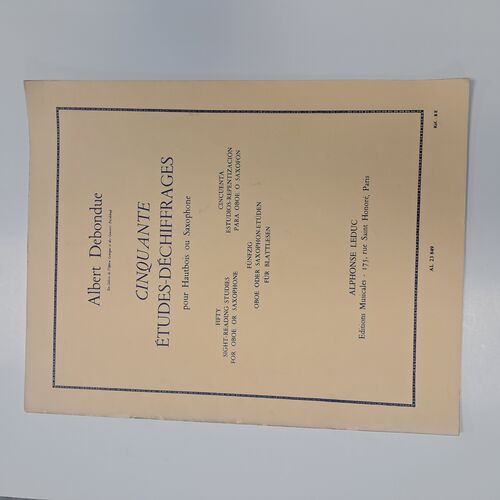 Albert Debondue
CINQUANTE
ÉTUDES-DÉCHIFFRAGES
pour Hautbois ou Saxophone
FIFTY
SIGHT-READING STUDIES
FOR OBOE OR SAXOPHONE
CINCUENTA
ESTUDIOS-REPENTIZACION
PARA OBOE O SAXOFON
FÜNFZIG
OBOE ODER SAXOPHON-ETÜDEN
FÜR BLATTLESEN
ALPHONSE LEDUC
Editions Musicales - 175, rue Saint Honoré, Paris
AL 23 849